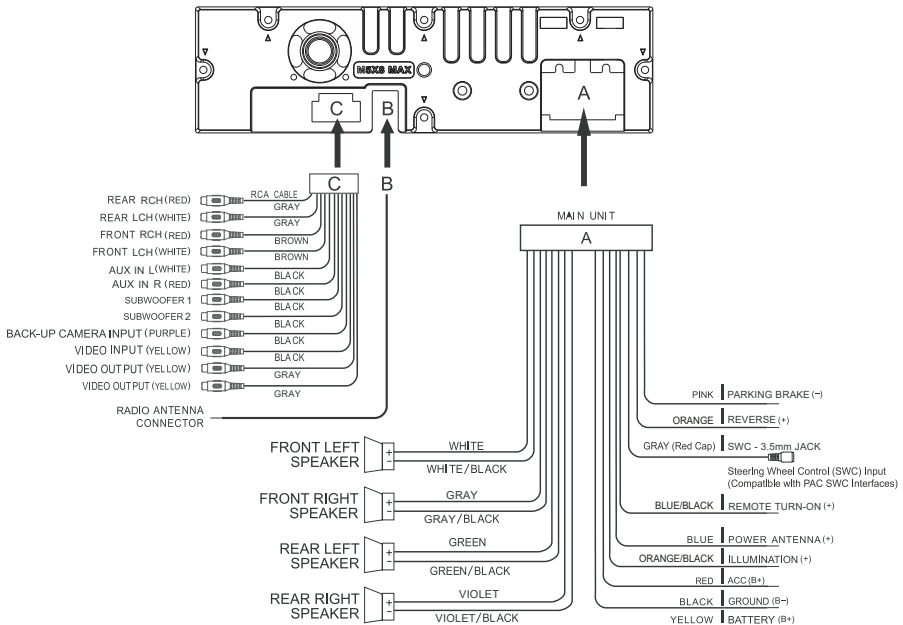 M5X8 MAX
C
B
A
C
B
MAIN UNIT
A
REAR RCH (RED)
RCA CABLE
GRAY
REAR LCH (WHITE)
GRAY
FRONT RCH (RED)
BROWN
FRONT LCH (WHITE)
BROWN
AUX IN L (WHITE)
BLACK
AUX IN R (RED)
BLACK
SUBWOOFER 1
BLACK
SUBWOOFER 2
BLACK
BACK-UP CAMERA INPUT (PURPLE)
BLACK
VIDEO INPUT (YELLOW)
BLACK
VIDEO OUTPUT (YELLOW)
GRAY
VIDEO OUTPUT (YELLOW)
GRAY
RADIO ANTENNA
CONNECTOR
FRONT LEFT
SPEAKER
+
−
WHITE
WHITE/BLACK
FRONT RIGHT
SPEAKER
+
−
GRAY
GRAY/BLACK
REAR LEFT
SPEAKER
+
−
GREEN
GREEN/BLACK
REAR RIGHT
SPEAKER
+
−
VIOLET
VIOLET/BLACK
PINK PARKING BRAKE (−)
ORANGE REVERSE (+)
GRAY (Red Cap) SWC - 3.5mm JACK
Steering Wheel Control (SWC) Input
(Compatible with PAC SWC Interfaces)
BLUE/BLACK REMOTE TURN-ON (+)
BLUE POWER ANTENNA (+)
ORANGE/BLACK ILLUMINATION (+)
RED ACC (B+)
BLACK GROUND (B−)
YELLOW BATTERY (B+)